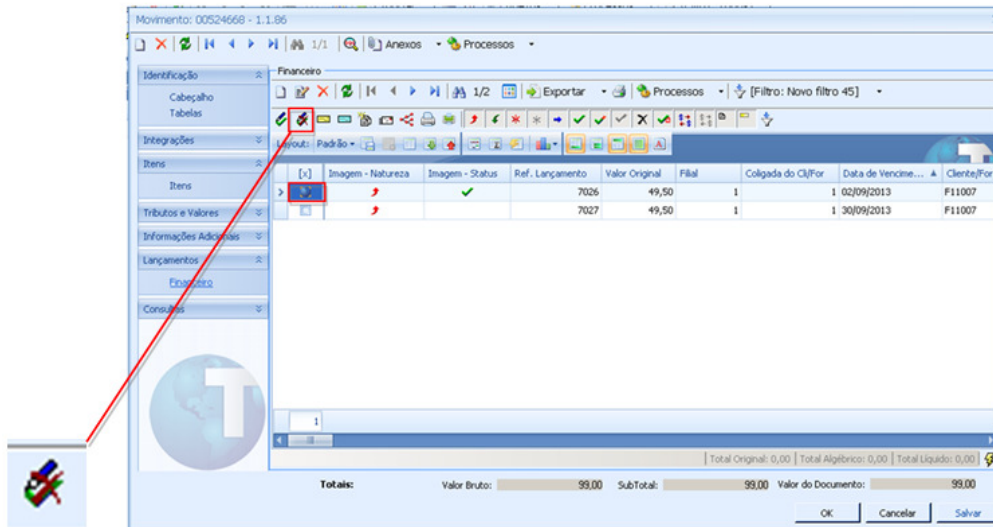 Movimento: 00524668 - 1.1.86
1/1 Anexos Processos
Identificação
Cabeçalho
Tabelas
Integrações
Itens
Itens
Tributos e Valores
Informações Adicionais
Lançamentos
Financeiro
Consultas
Financeiro
1/2 Exportar Processos [Filtro: Novo filtro 45]
Layout: Padrão
[x] Imagem - Natureza Imagem - Status Ref. Lançamento Valor Original Filial Coligada do Cli/For Data de Vencime... Cliente/For
7026 49,50 1 1 02/09/2013 F11007
7027 49,50 1 1 30/09/2013 F11007
1
Total Original: 0,00 Total Algébrico: 0,00 Total Líquido: 0,00
Totais: Valor Bruto: 99,00 SubTotal: 99,00 Valor do Documento: 99,00
OK Cancelar Salvar